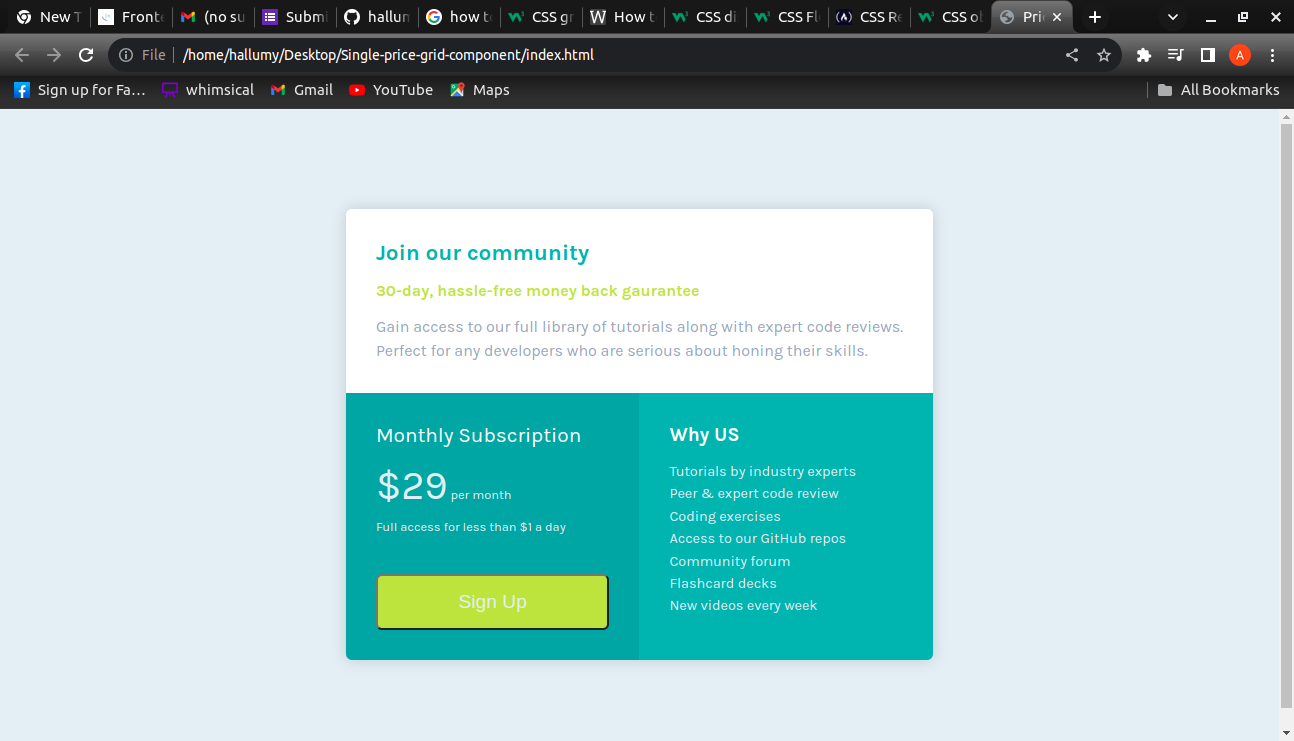 New T
Fronte
(no su
Submi
hallum
how to
CSS gr
How t
CSS di
CSS Fl
CSS Re
CSS ob
Pri
File
/home/hallumy/Desktop/Single-price-grid-component/index.html
A
Sign up for Fa...
whimsical
Gmail
YouTube
Maps
All Bookmarks
Join our community
30-day, hassle-free money back gaurantee
Gain access to our full library of tutorials along with expert code reviews.
Perfect for any developers who are serious about honing their skills.
Monthly Subscription
$29 per month
Full access for less than $1 a day
Sign Up
Why US
Tutorials by industry experts
Peer & expert code review
Coding exercises
Access to our GitHub repos
Community forum
Flashcard decks
New videos every week